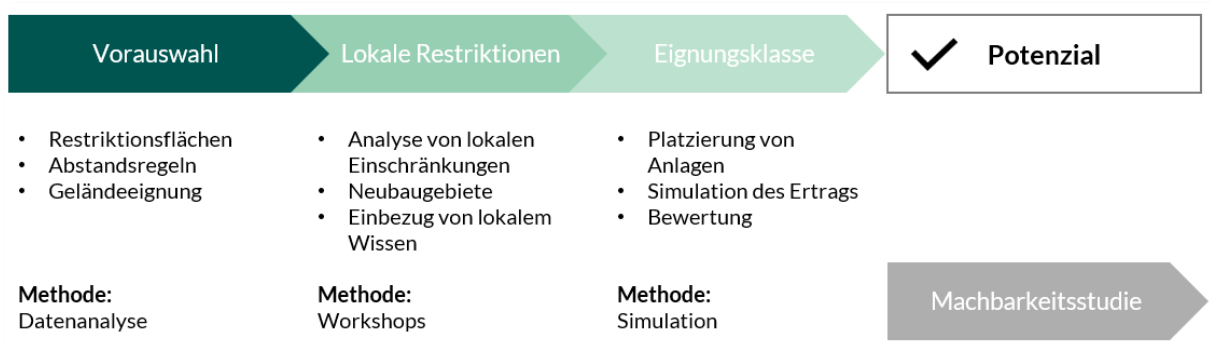 Vorauswahl
Lokale Restriktionen
Eignungsklasse
Potenzial
• Restriktionsflächen
• Abstandsregeln
• Geländeeignung
Methode:
Datenanalyse
• Analyse von lokalen
Einschränkungen
• Neubaugebiete
• Einbezug von lokalem
Wissen
Methode:
Workshops
• Platzierung von
Anlagen
• Simulation des Ertrags
• Bewertung
Methode:
Simulation
Machbarkeitsstudie